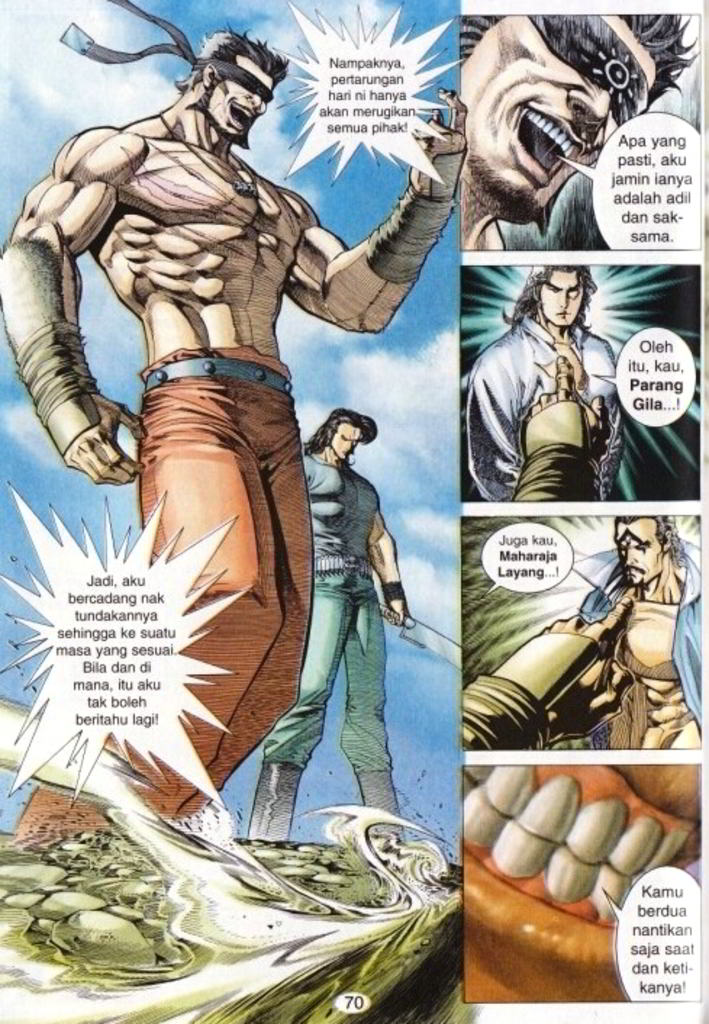 Nampaknya,
pertarungan
hari ni hanya
akan merugikan
semua pihak!
Jadi, aku
bercadang nak
tundakannya
sehingga ke suatu
masa yang sesuai.
Bila dan di
mana, itu aku
tak boleh
beritahu lagi!
Apa yang
pasti, aku
jamin ianya
adalah adil
dan sak-
sama.
Oleh
itu, kau,
Parang
Gila...!
Juga kau,
Maharaja
Layang...!
Kamu
berdua
nantikan
saja saat
dan keti-
kanya!
70